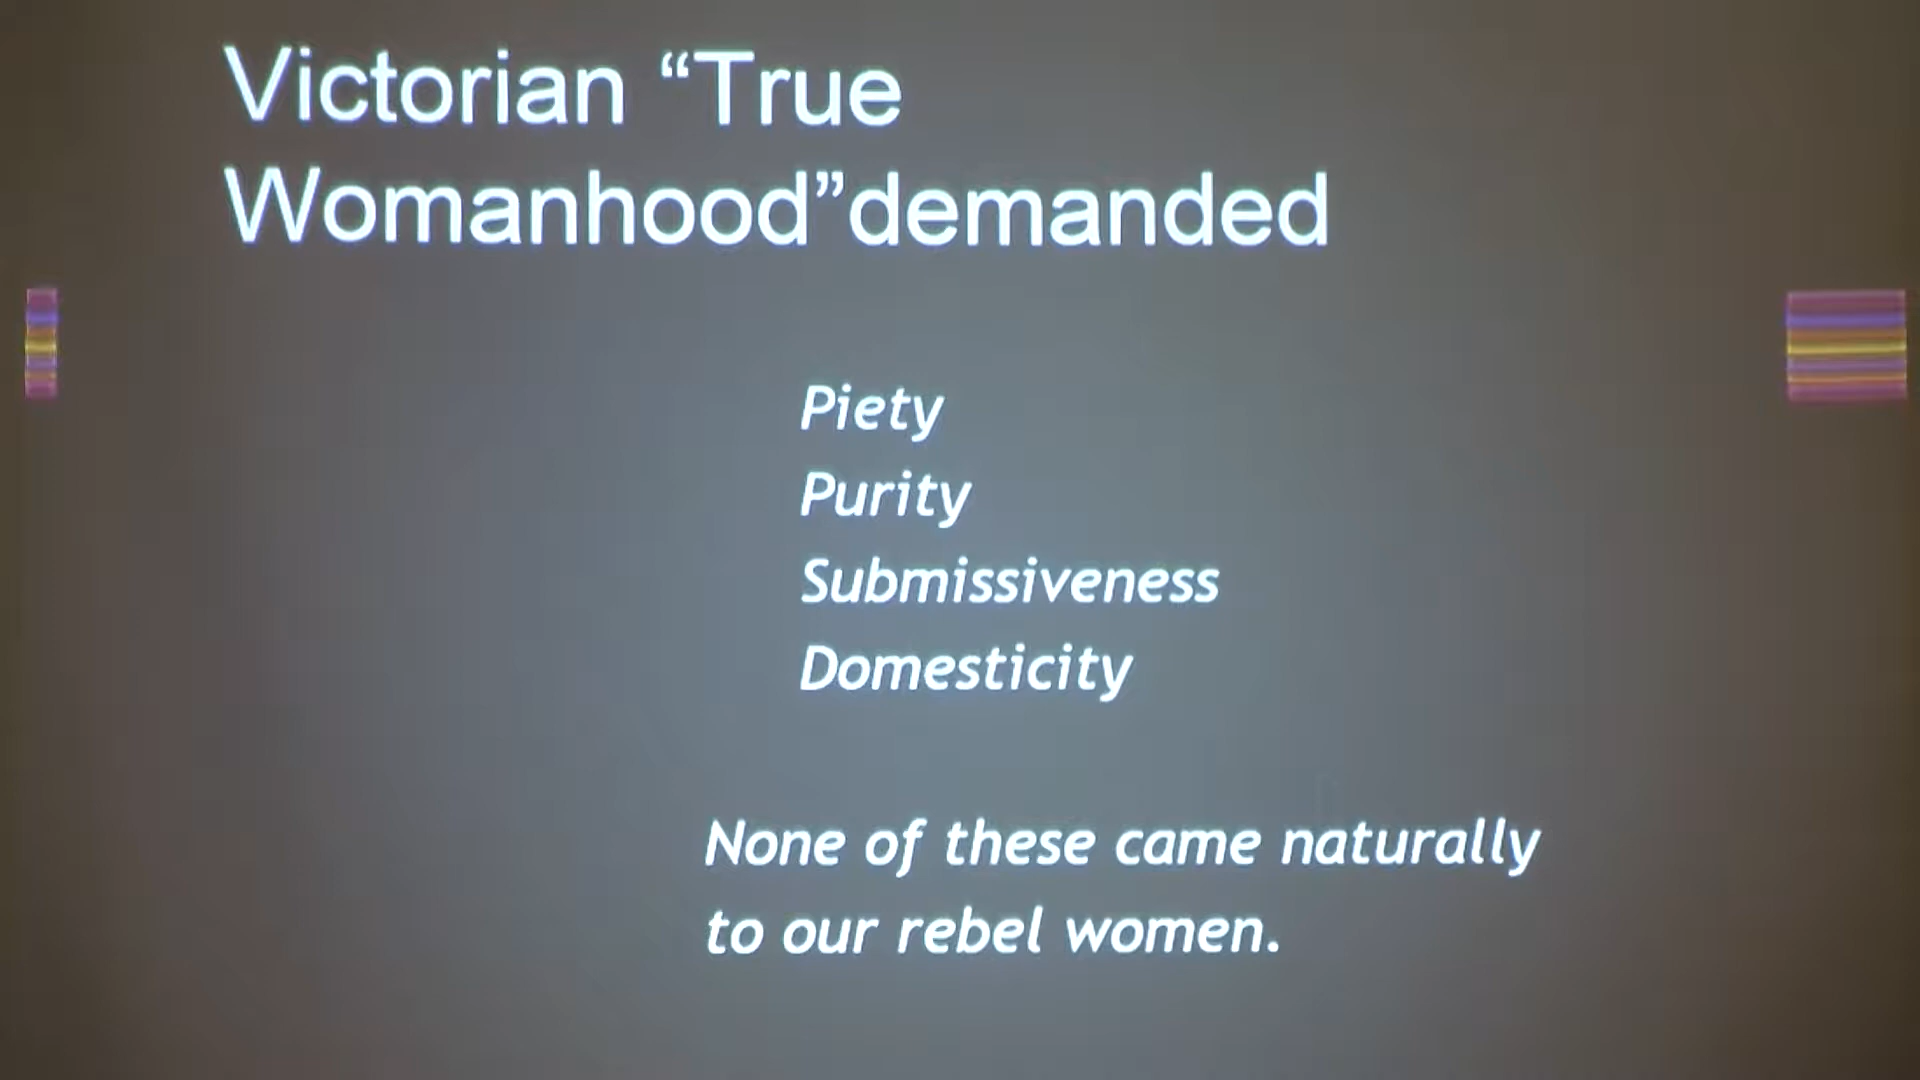 Victorian “True
Womanhood”demanded
Piety
Purity
Submissiveness
Domesticity
None of these came naturally
to our rebel women.